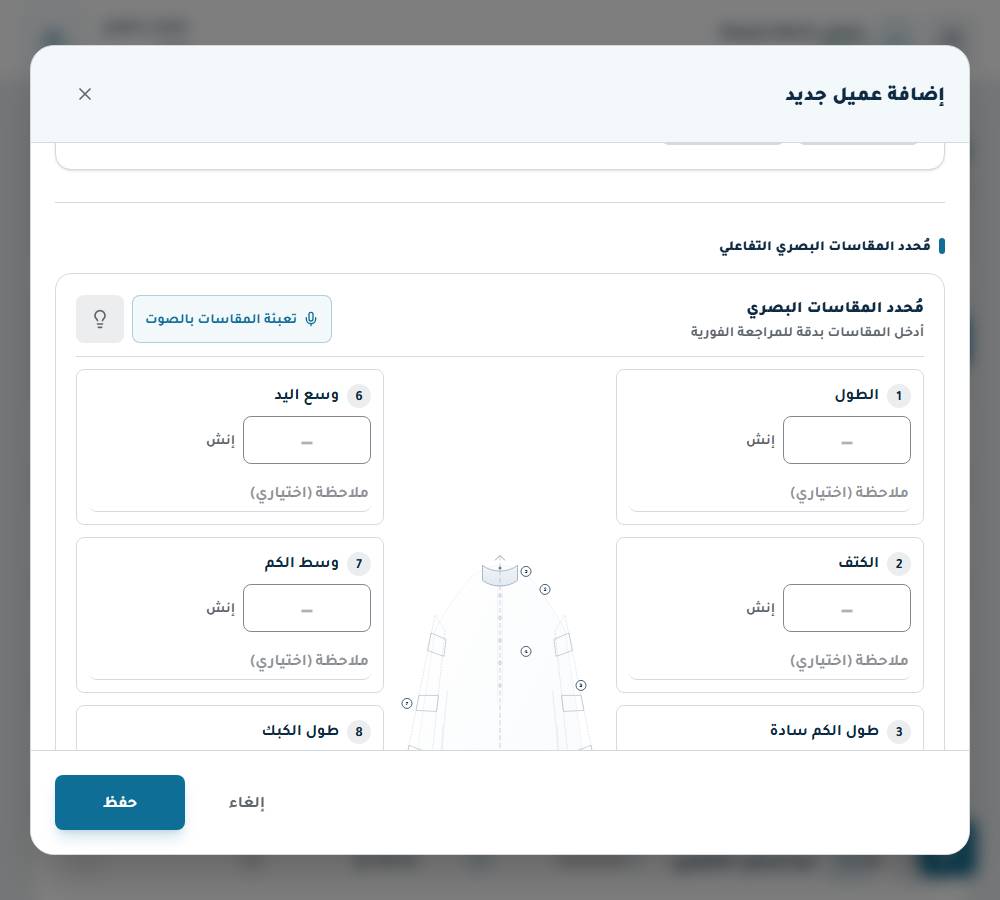 إضافة عميل جديد
مُحدد المقاسات البصري التفاعلي
مُحدد المقاسات البصري
أدخل المقاسات بدقة للمراجعة الفورية
تعبئة المقاسات بالصوت
1 الطول
– إنش
ملاحظة (اختياري)
2 الكتف
– إنش
ملاحظة (اختياري)
3 طول الكم سادة
6 وسع اليد
– إنش
ملاحظة (اختياري)
7 وسط الكم
– إنش
ملاحظة (اختياري)
8 طول الكبك
إلغاء
حفظ